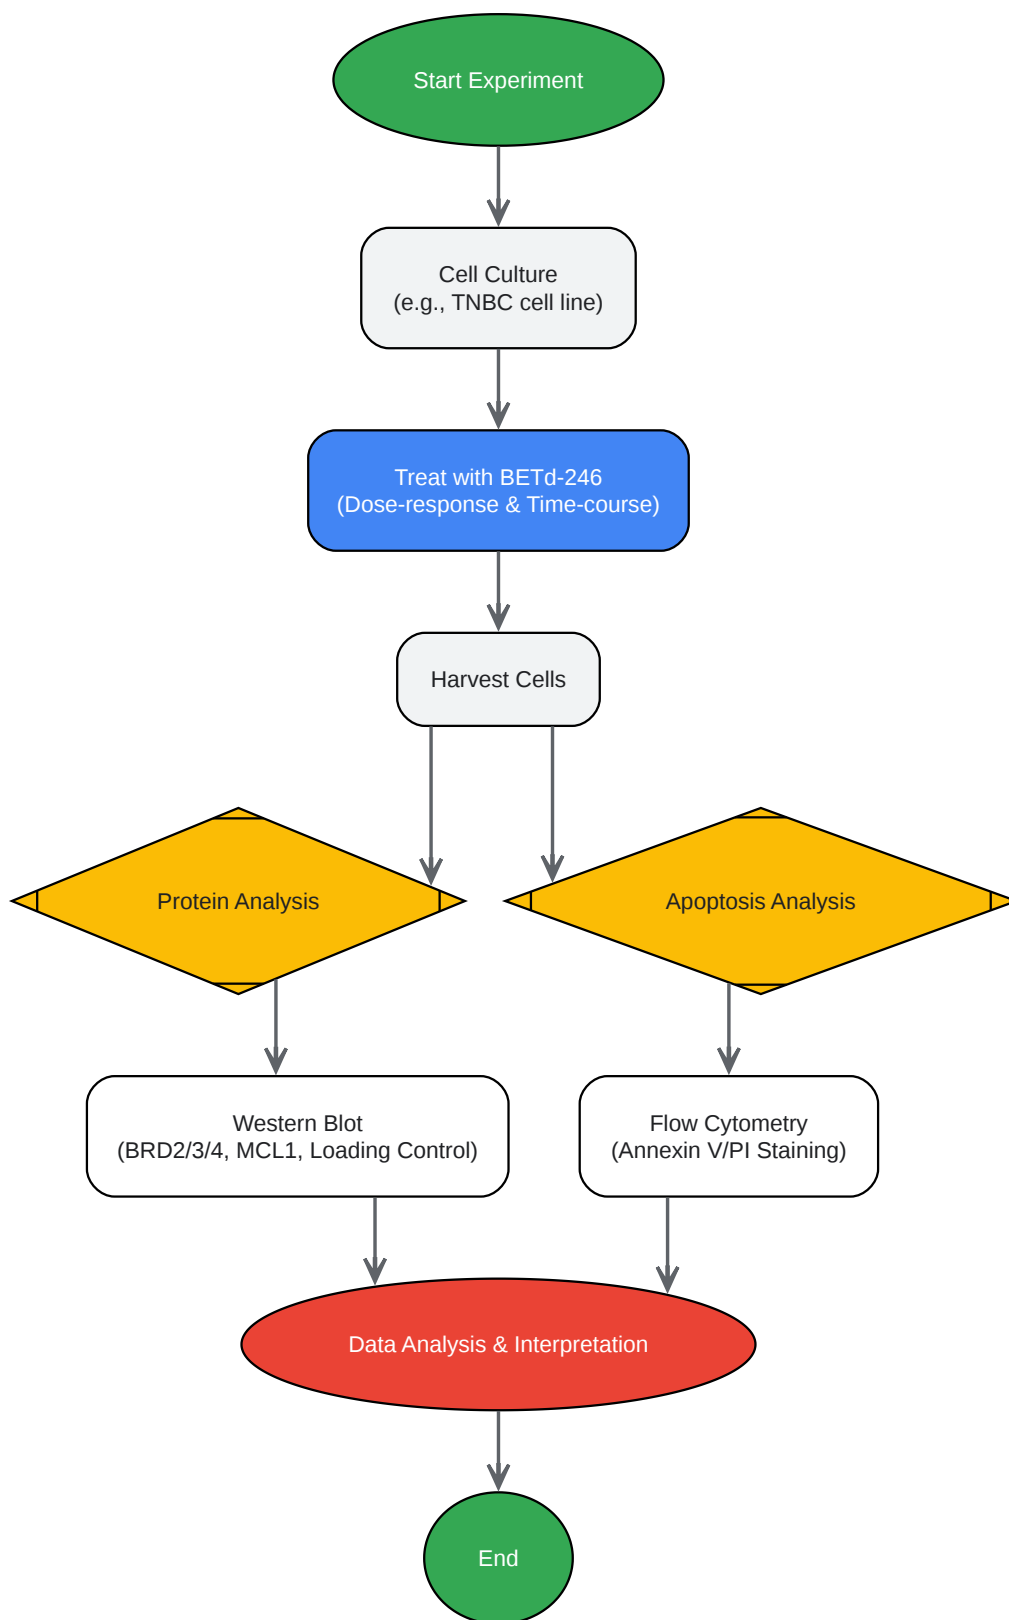 Start Experiment
Cell Culture
(e.g., TNBC cell line)
Treat with BETd-246
(Dose-response & Time-course)
Harvest Cells
Protein Analysis
Apoptosis Analysis
Western Blot
(BRD2/3/4, MCL1, Loading Control)
Flow Cytometry
(Annexin V/PI Staining)
Data Analysis & Interpretation
End